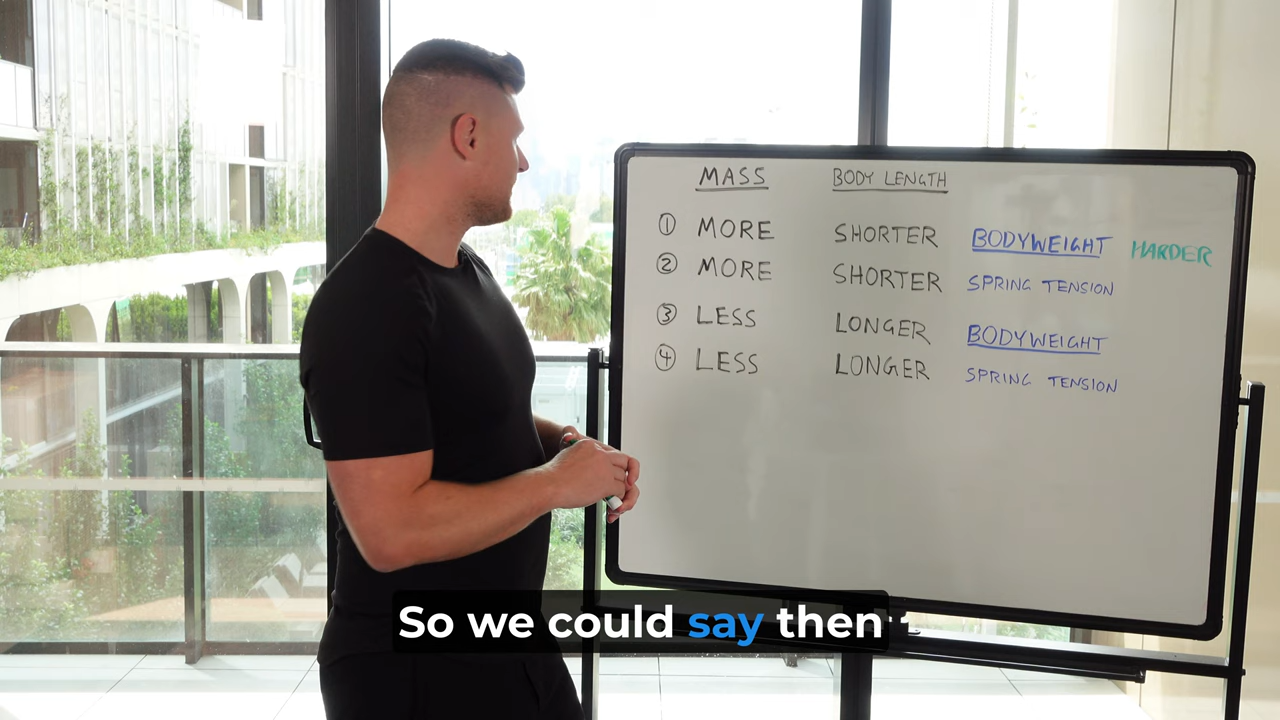 MASS BODY LENGTH
① MORE SHORTER BODYWEIGHT HARDER
② MORE SHORTER SPRING TENSION
③ LESS LONGER BODYWEIGHT
④ LESS LONGER SPRING TENSION
So we could say then